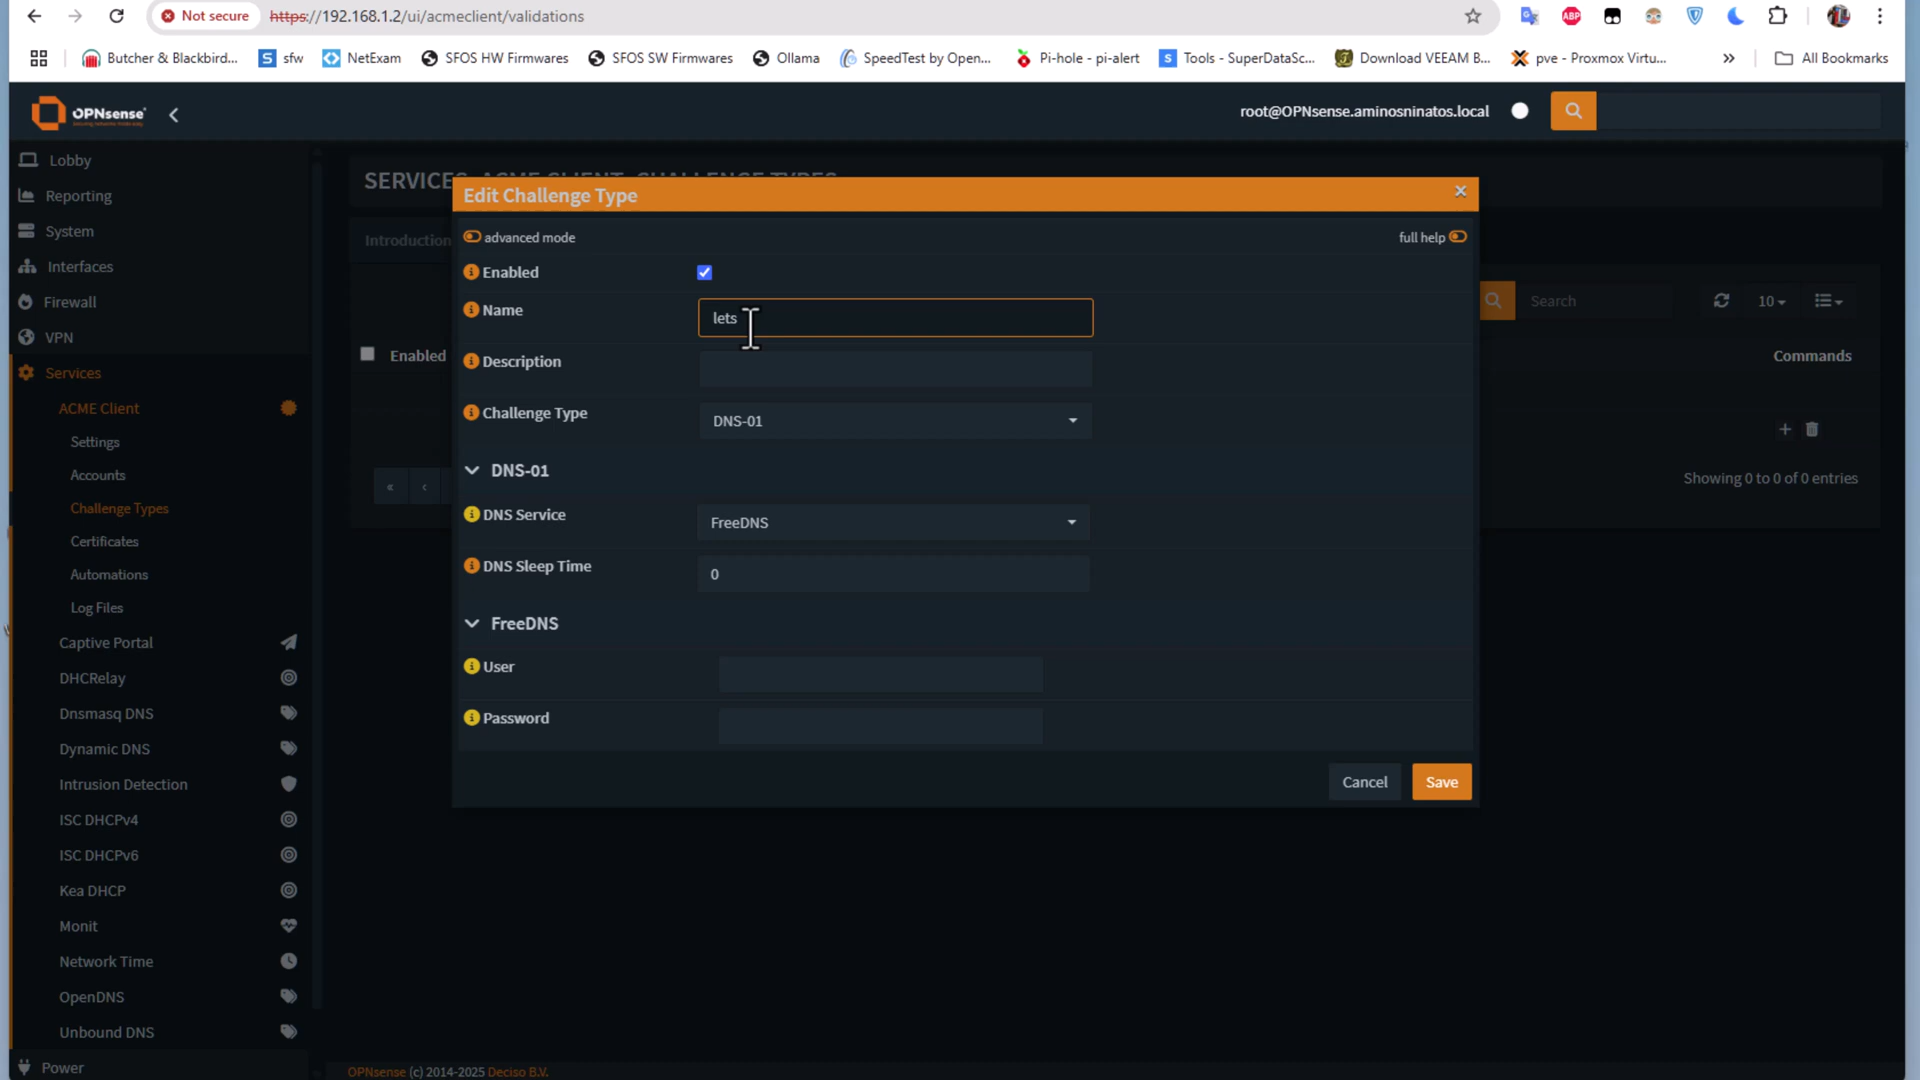 Not secure https://192.168.1.2/ui/acmeclient/validations
Butcher & Blackbird... sfw NetExam SFOS HW Firmwares SFOS SW Firmwares Ollama SpeedTest by Open... Pi-hole - pi-alert Tools - SuperDataSc... Download VEEAM B... pve - Proxmox Virtu... » All Bookmarks
OPNsense root@OPNsense.aminosninatos.local
Lobby
Reporting
System
Interfaces
Firewall
VPN
Services
ACME Client
Settings
Accounts
Challenge Types
Certificates
Automations
Log Files
Captive Portal
DHCRelay
Dnsmasq DNS
Dynamic DNS
Intrusion Detection
ISC DHCPv4
ISC DHCPv6
Kea DHCP
Monit
Network Time
OpenDNS
Unbound DNS
Power
SERVICES: ACME CLIENT: CHALLENGE TYPES
Introduction
Search 10
Enabled Commands
« ‹ Showing 0 to 0 of 0 entries
Edit Challenge Type ×
advanced mode full help
Enabled
Name lets
Description
Challenge Type DNS-01
DNS-01
DNS Service FreeDNS
DNS Sleep Time 0
FreeDNS
User
Password
Cancel Save
OPNsense (c) 2014-2025 Deciso B.V.